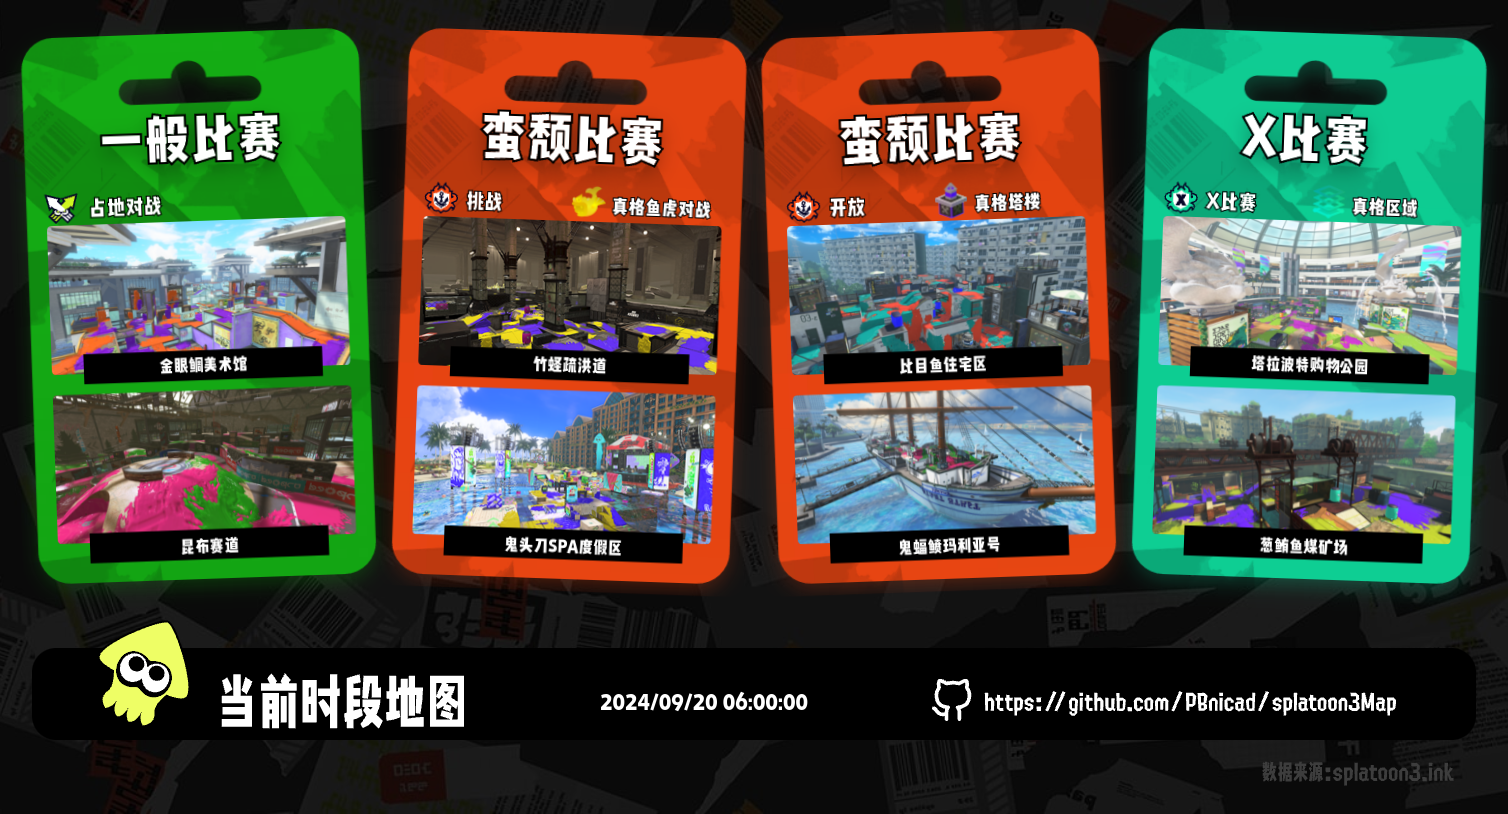 一般比赛
占地对战
金眼鲷美术馆
昆布赛道
蛮颓比赛
挑战
真格鱼虎对战
竹蛏疏洪道
鬼头刀SPA度假区
蛮颓比赛
开放
真格塔楼
比目鱼住宅区
鬼蝠鲼玛利亚号
X比赛
X比赛
真格区域
塔拉波特购物公园
葱鲔鱼煤矿场
当前时段地图
2024/09/20 06:00:00
https://github.com/PBnicad/splatoon3Map
数据来源:splatoon3.ink